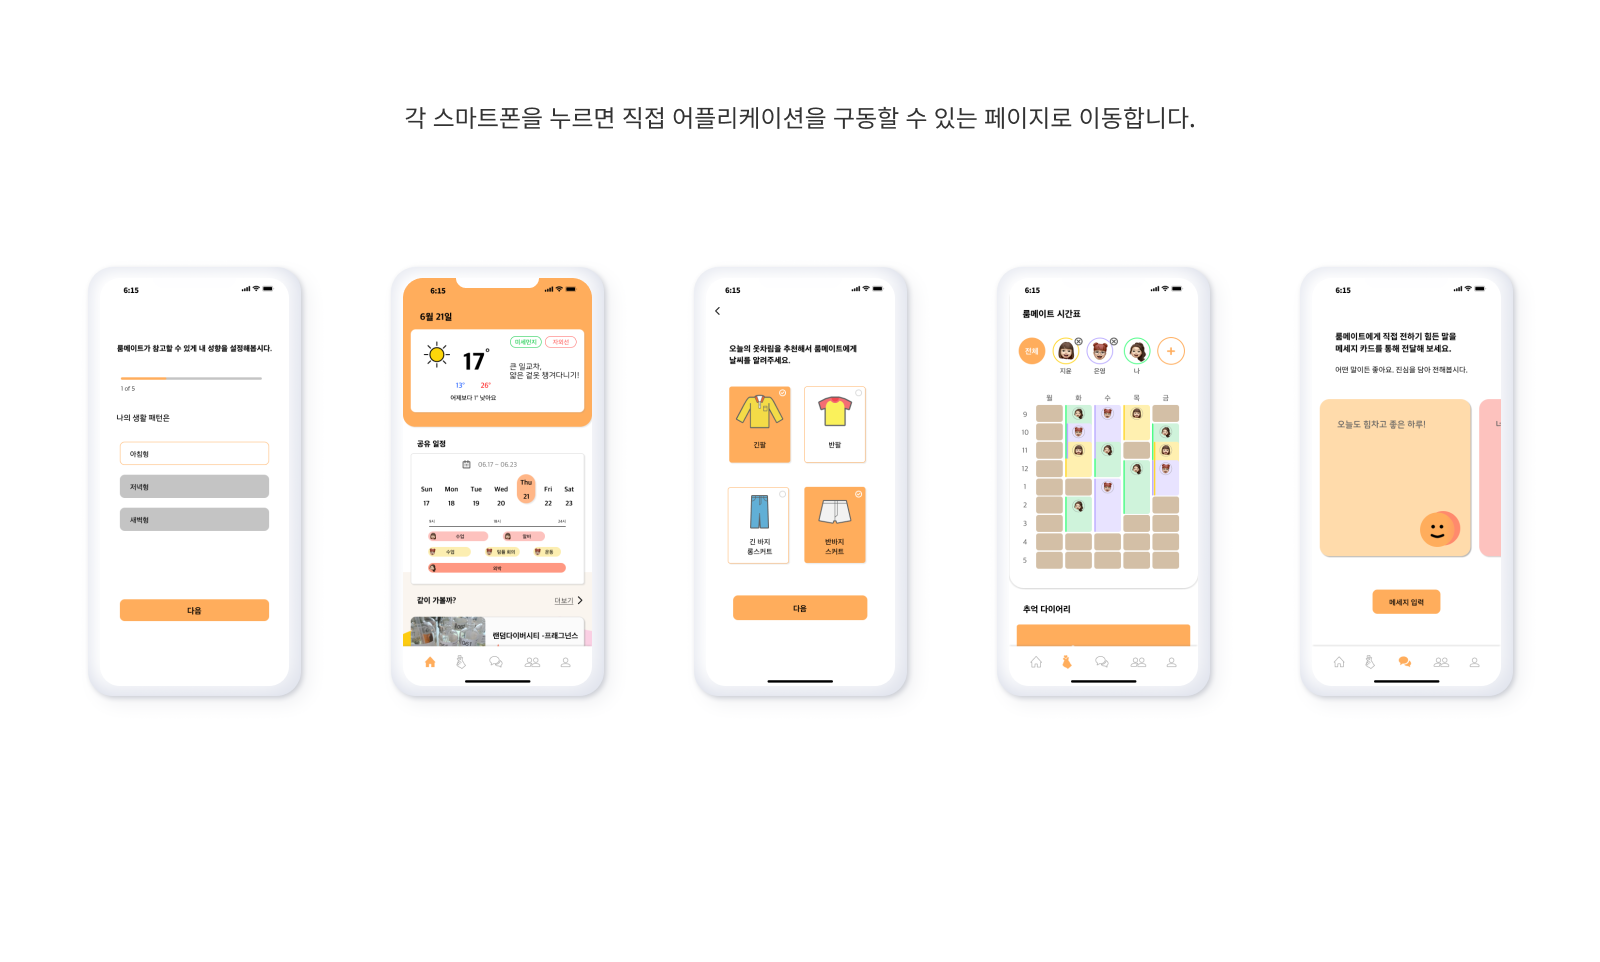 각 스마트폰을 누르면 직접 어플리케이션을 구동할 수 있는 페이지로 이동합니다.
6:15
룸메이트가 참고할 수 있게 내 성향을 설정해봅시다.
1 of 5
나의 생활 패턴은
아침형
저녁형
새벽형
다음
6:15
6월 21일
미세먼지 자외선
17°
큰 일교차,
얇은 겉옷 챙겨다니기!
13° 26°
어제보다 1° 낮아요
공유 일정
06.17 – 06.23
Sun Mon Tue Wed Thu Fri Sat
17 18 19 20 21 22 23
수업 알바
수업 팀플 회의 운동
외박
같이 가볼까?
더보기
랜덤다이버시티 -프래그넌스
6:15
오늘의 옷차림을 추천해서 룸메이트에게
날씨를 알려주세요.
긴팔 반팔
긴 바지
롱스커트
반바지
스커트
다음
6:15
룸메이트 시간표
전체
지윤 은영 나
월 화 수 목 금
9
10
11
12
1
2
3
4
5
추억 다이어리
6:15
룸메이트에게 직접 전하기 힘든 말을
메세지 카드를 통해 전달해 보세요.
어떤 말이든 좋아요. 진심을 담아 전해봅시다.
오늘도 힘차고 좋은 하루!
메세지 입력